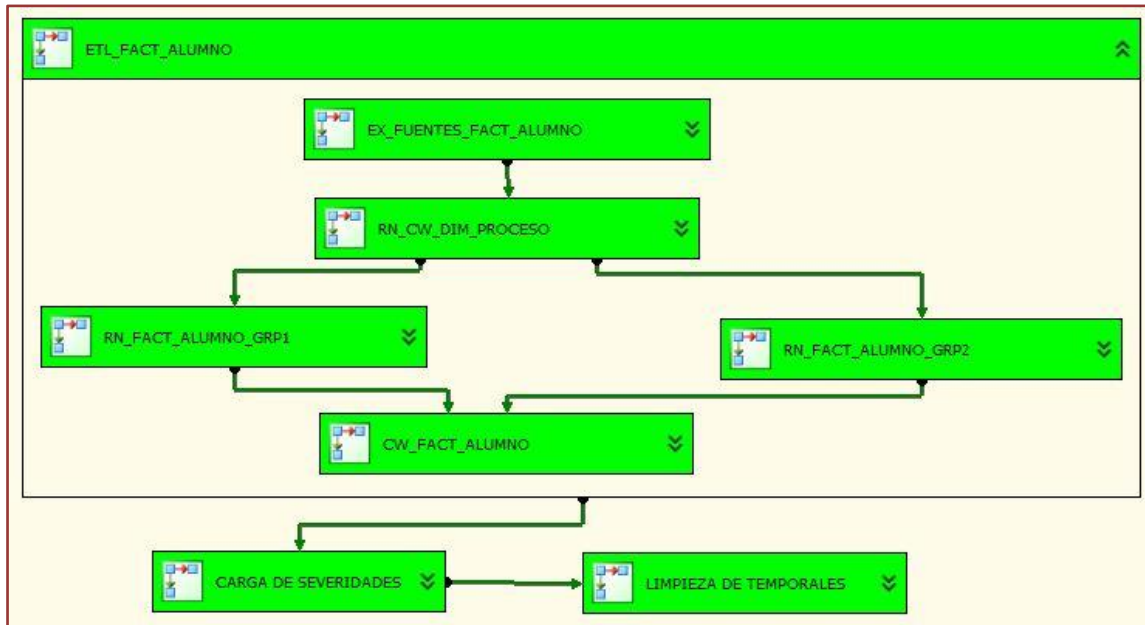 ETL_FACT_ALUMNO
EX_FUENTES_FACT_ALUMNO
RN_CW_DIM_PROCESO
RN_FACT_ALUMNO_GRP1
RN_FACT_ALUMNO_GRP2
CW_FACT_ALUMNO
CARGA DE SEVERIDADES
LIMPIEZA DE TEMPORALES